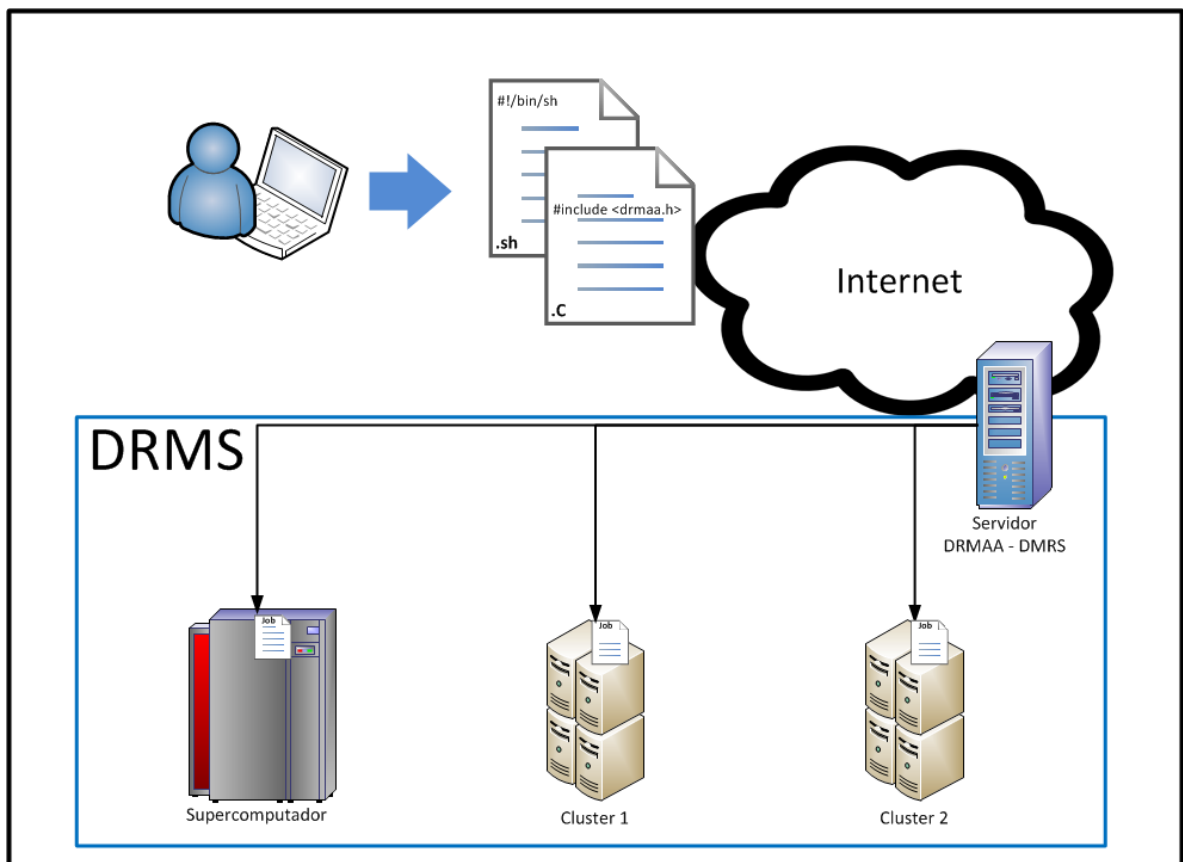 #!/bin/sh
.sh
#include <drmaa.h>
.C
Internet
DRMS
Servidor
DRMAA - DMRS
Job
Job
Job
Supercomputador
Cluster 1
Cluster 2